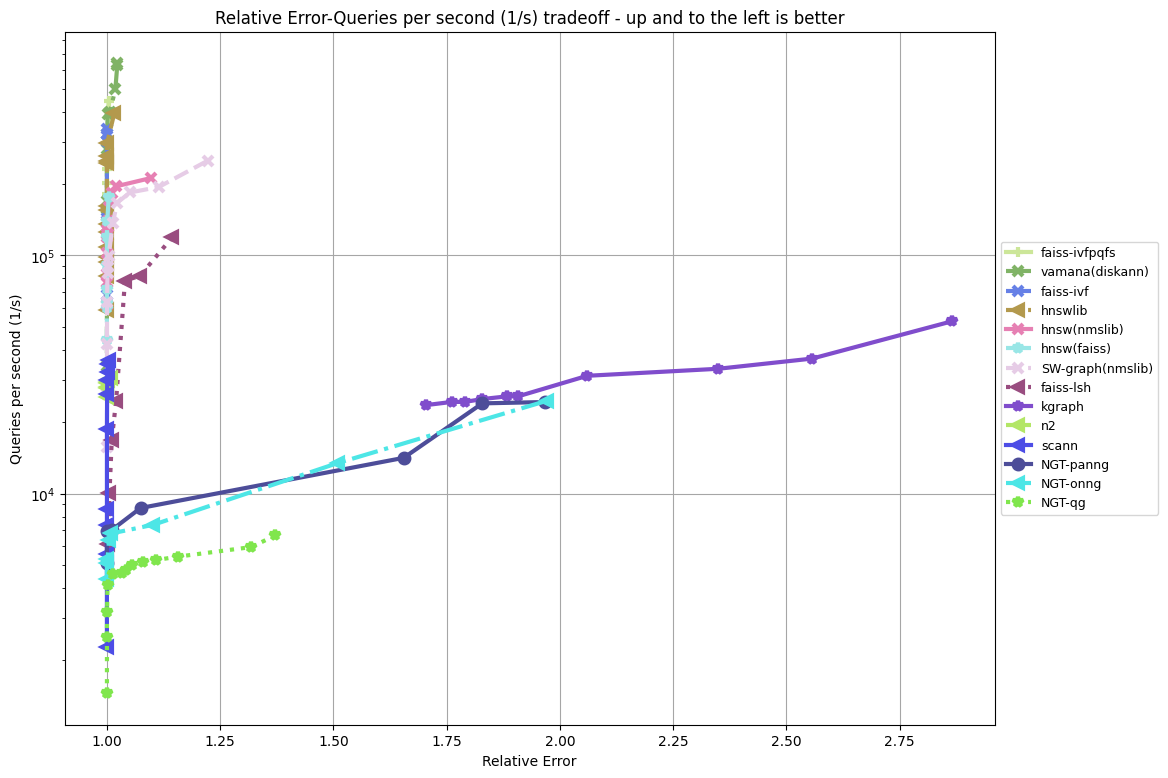 Relative Error-Queries per second (1/s) tradeoff - up and to the left is better
Queries per second (1/s)
10^5
10^4
1.00 1.25 1.50 1.75 2.00 2.25 2.50 2.75
Relative Error
faiss-ivfpqfs
vamana(diskann)
faiss-ivf
hnswlib
hnsw(nmslib)
hnsw(faiss)
SW-graph(nmslib)
faiss-lsh
kgraph
n2
scann
NGT-panng
NGT-onng
NGT-qg